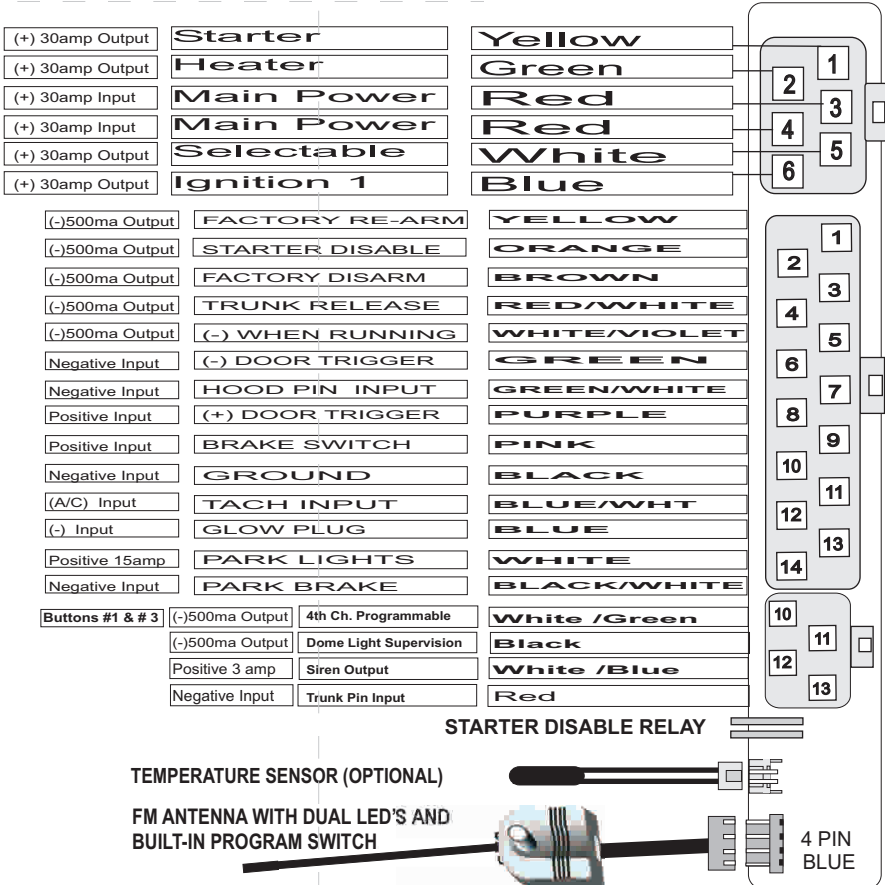 (+) 30amp Output Starter Yellow 1
(+) 30amp Output Heater Green 2
(+) 30amp Input Main Power Red 3
(+) 30amp Input Main Power Red 4
(+) 30amp Output Selectable White 5
(+) 30amp Output Ignition 1 Blue 6
(-)500ma Output FACTORY RE-ARM YELLOW 1
(-)500ma Output STARTER DISABLE ORANGE 2
(-)500ma Output FACTORY DISARM BROWN 3
(-)500ma Output TRUNK RELEASE RED/WHITE 4
(-)500ma Output (-) WHEN RUNNING WHITE/VIOLET 5
Negative Input (-) DOOR TRIGGER GREEN 6
Negative Input HOOD PIN INPUT GREEN/WHITE 7
Positive Input (+) DOOR TRIGGER PURPLE 8
Positive Input BRAKE SWITCH PINK 9
Negative Input GROUND BLACK 10
(A/C) Input TACH INPUT BLUE/WHT 11
(-) Input GLOW PLUG BLUE 12
Positive 15amp PARK LIGHTS WHITE 13
Negative Input PARK BRAKE BLACK/WHITE 14
Buttons #1 & # 3 (-)500ma Output 4th Ch. Programmable White /Green 10
(-)500ma Output Dome Light Supervision Black 11
Positive 3 amp Siren Output White /Blue 12
Negative Input Trunk Pin Input Red 13
STARTER DISABLE RELAY
TEMPERATURE SENSOR (OPTIONAL)
FM ANTENNA WITH DUAL LED'S AND
BUILT-IN PROGRAM SWITCH
4 PIN
BLUE